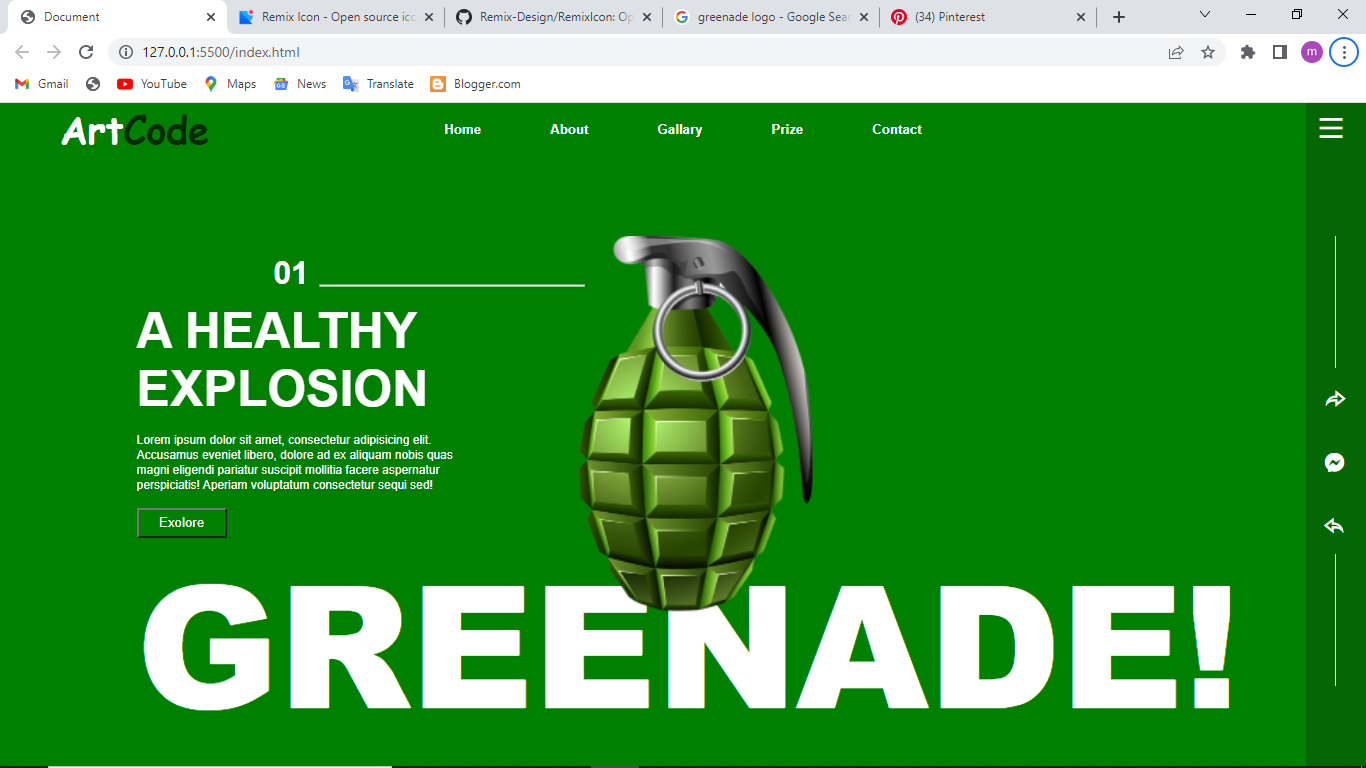 Document
Remix Icon - Open source ico
Remix-Design/RemixIcon: Op
greenade logo - Google Sear
(34) Pinterest
127.0.0.1:5500/index.html
m
Gmail
YouTube
Maps
News
Translate
Blogger.com
ArtCode
Home
About
Gallary
Prize
Contact
01
A HEALTHY
EXPLOSION
Lorem ipsum dolor sit amet, consectetur adipisicing elit.
Accusamus eveniet libero, dolore ad ex aliquam nobis quas
magni eligendi pariatur suscipit mollitia facere aspernatur
perspiciatis! Aperiam voluptatum consectetur sequi sed!
Exolore
GREENADE!